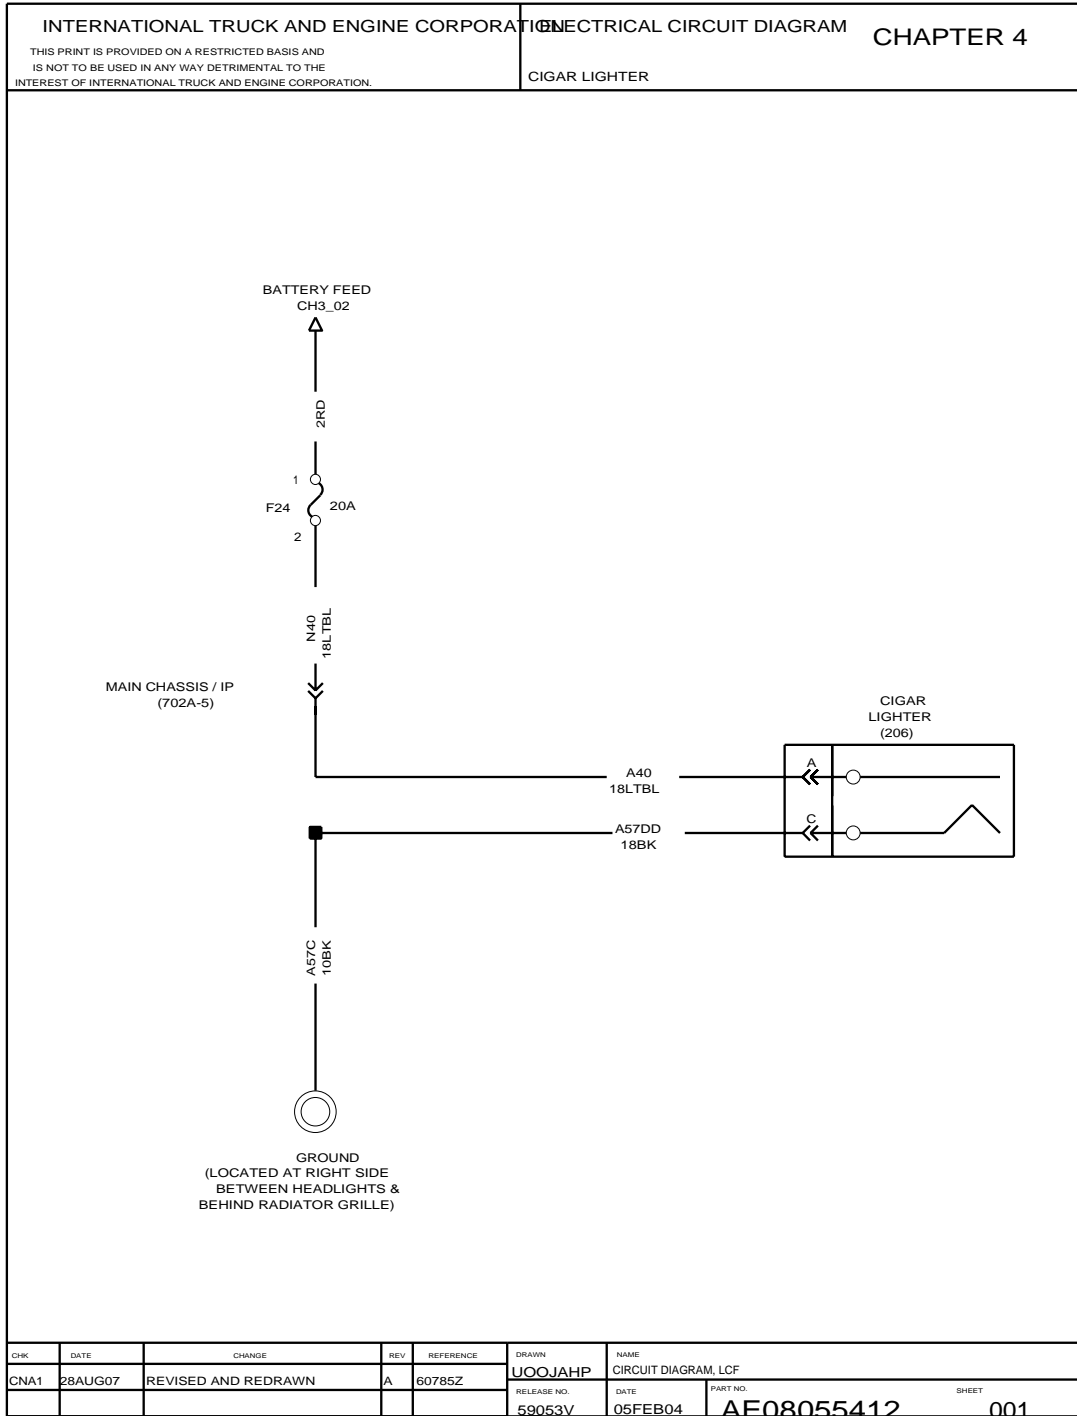 INTERNATIONAL TRUCK AND ENGINE CORPORATION
THIS PRINT IS PROVIDED ON A RESTRICTED BASIS AND
IS NOT TO BE USED IN ANY WAY DETRIMENTAL TO THE
INTEREST OF INTERNATIONAL TRUCK AND ENGINE CORPORATION.
ELECTRICAL CIRCUIT DIAGRAM
CIGAR LIGHTER
CHAPTER 4
BATTERY FEED
CH3_02
2RD
1
F24
20A
2
N40
18LTBL
MAIN CHASSIS / IP
(702A-5)
CIGAR
LIGHTER
(206)
A
A40
18LTBL
C
A57DD
18BK
A57C
10BK
GROUND
(LOCATED AT RIGHT SIDE
BETWEEN HEADLIGHTS &
BEHIND RADIATOR GRILLE)
CHK DATE CHANGE REV REFERENCE
CNA1 28AUG07 REVISED AND REDRAWN A 60785Z
DRAWN
UOOJAHP
NAME
CIRCUIT DIAGRAM, LCF
RELEASE NO.
59053V
DATE
05FEB04
PART NO.
AE08055412
SHEET
001